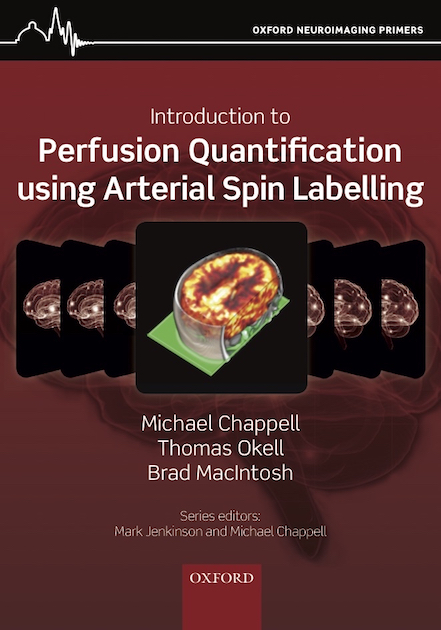 OXFORD NEUROIMAGING PRIMERS
Introduction to
Perfusion Quantification
using Arterial Spin Labelling
Michael Chappell
Thomas Okell
Brad MacIntosh
Series editors:
Mark Jenkinson and Michael Chappell
OXFORD